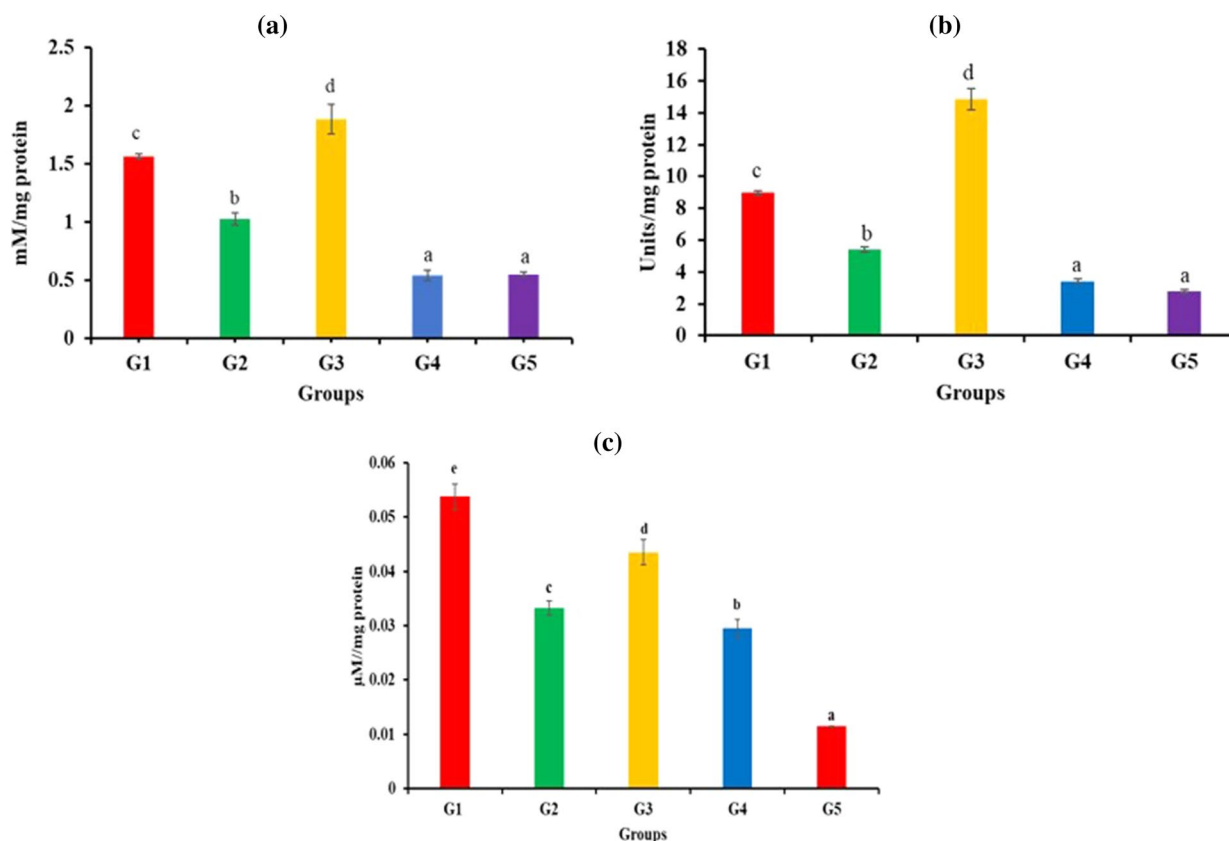 (a)
2.5
2
1.5
1
0.5
0
mM/mg protein
c
b
d
a
a
G1 G2 G3 G4 G5
Groups
(b)
18
16
14
12
10
8
6
4
2
0
Units/mg protein
c
b
d
a
a
G1 G2 G3 G4 G5
Groups
(c)
0.06
0.05
0.04
0.03
0.02
0.01
0
µM//mg protein
e
c
d
b
a
G1 G2 G3 G4 G5
Groups